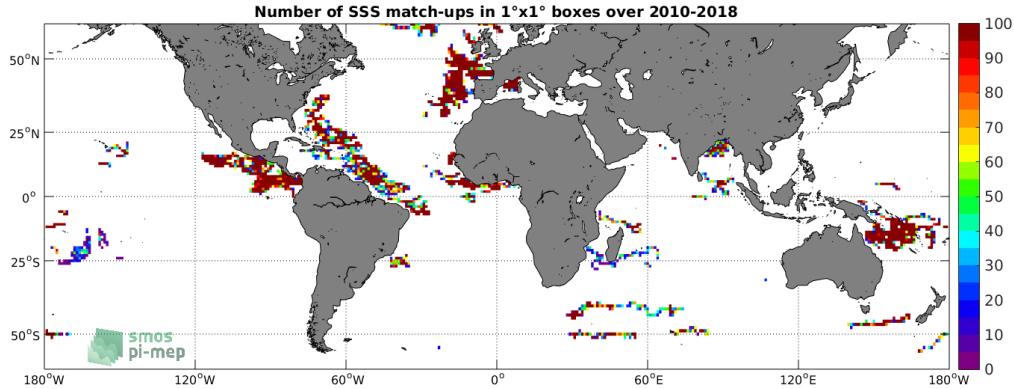 Number of SSS match-ups in 1°x1° boxes over 2010-2018
100
90
80
70
60
50
40
30
20
10
0
50°N
25°N
0°
25°S
50°S
smos
pi-mep
180°W
120°W
60°W
0°W
60°E
120°E
180°W